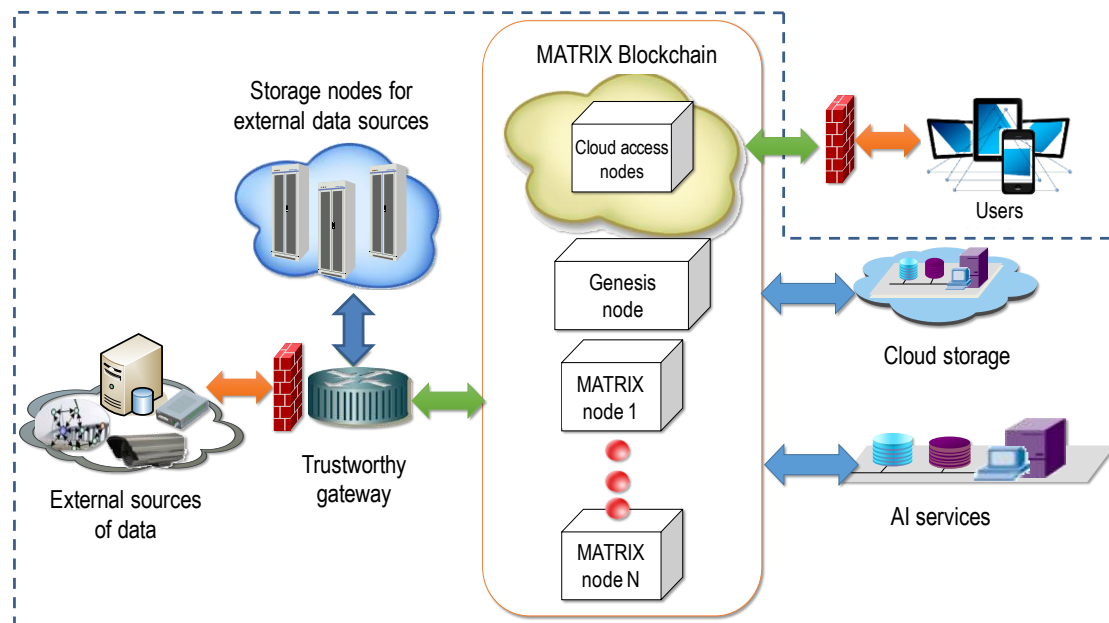 MATRIX Blockchain
Storage nodes for
external data sources
Cloud access
nodes
Users
Genesis
node
Cloud storage
MATRIX
node 1
Trustworthy
gateway
External sources
of data
AI services
MATRIX
node N